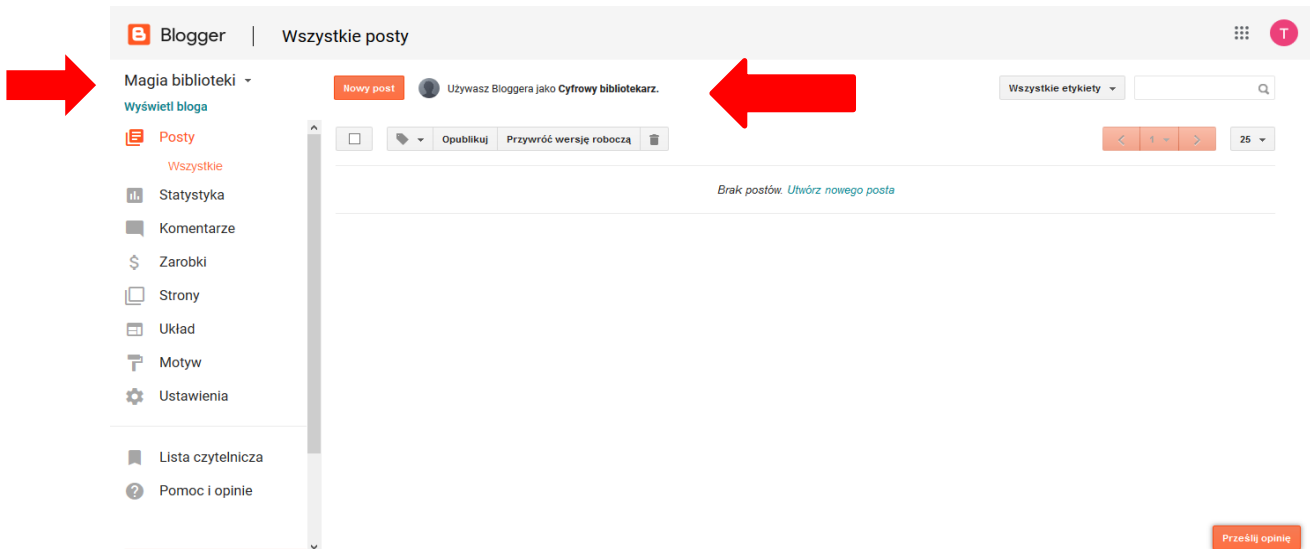 Blogger | Wszystkie posty
T
Magia biblioteki
Wyświetl bloga
Nowy post
Używasz Bloggera jako Cyfrowy bibliotekarz.
Wszystkie etykiety
Posty
Wszystkie
Opublikuj
Przywróć wersję roboczą
1
25
Brak postów. Utwórz nowego posta
Statystyka
Komentarze
Zarobki
Strony
Układ
Motyw
Ustawienia
Lista czytelnicza
Pomoc i opinie
Prześlij opinię